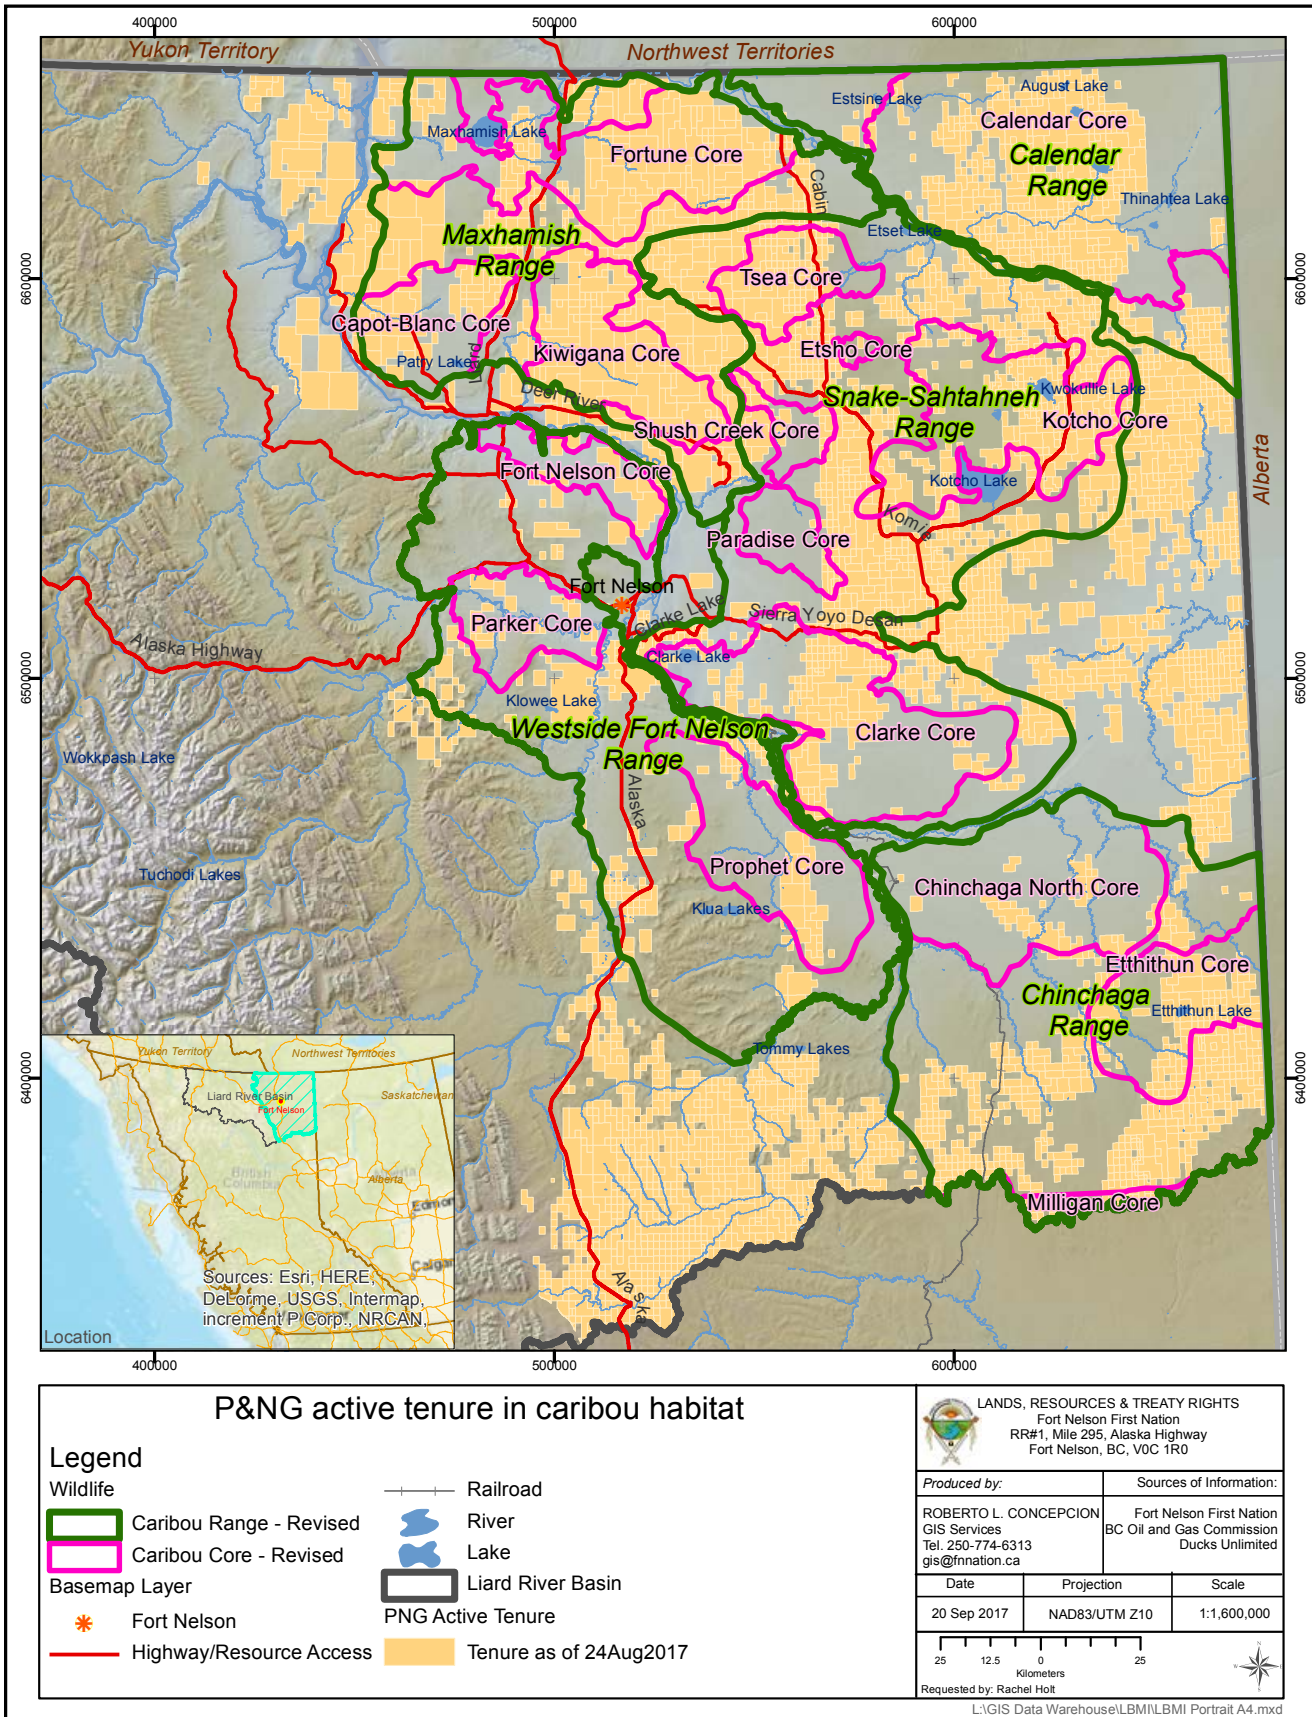 400000
500000
600000
Yukon Territory
Northwest Territories
Estsine Lake
August Lake
Calendar Core
Maxhamish Lake
Fortune Core
Calendar
Range
Cabin
Thinahtea Lake
Etset Lake
Maxhamish
Range
6600000
6600000
Tsea Core
Capot-Blanc Core
Etsho Core
Patry Lake
Liard
Kiwigana Core
Deer River
Kwokullie Lake
Snake-Sahtahneh
Range
Kotcho Core
Shush Creek Core
Alberta
Fort Nelson Core
Kotcho Lake
Komie
Paradise Core
Fort Nelson
Clarke Lake
Sierra Yoyo Desan
Parker Core
Alaska Highway
Clarke Lake
6500000
6500000
Klowee Lake
Westside Fort Nelson
Range
Clarke Core
Wokkpash Lake
Alaska
Prophet Core
Tuchodi Lakes
Chinchaga North Core
Klua Lakes
Etthithun Core
Chinchaga
Range
Etthithun Lake
Tommy Lakes
6400000
6400000
Milligan Core
Alaska
Yukon Territory
Northwest Territories
Liard River Basin
Fort Nelson
Saskatchewan
British
Columbia
Alberta
Alberta
Edmon
Calgar
Sources: Esri, HERE,
DeLorme, USGS, Intermap,
increment P Corp., NRCAN,
Location
400000
500000
600000
P&NG active tenure in caribou habitat
Legend
Wildlife
Caribou Range - Revised
Caribou Core - Revised
Basemap Layer
Fort Nelson
Highway/Resource Access
Railroad
River
Lake
Liard River Basin
PNG Active Tenure
Tenure as of 24Aug2017
LANDS, RESOURCES & TREATY RIGHTS
Fort Nelson First Nation
RR#1, Mile 295, Alaska Highway
Fort Nelson, BC, V0C 1R0
Produced by:
ROBERTO L. CONCEPCION
GIS Services
Tel. 250-774-6313
gis@fnnation.ca
Sources of Information:
Fort Nelson First Nation
BC Oil and Gas Commission
Ducks Unlimited
Date
Projection
Scale
20 Sep 2017
NAD83/UTM Z10
1:1,600,000
25 12.5 0 25
Kilometers
N
W
E
S
Requested by: Rachel Holt
L:\GIS Data Warehouse\LBMI\LBMI Portrait A4.mxd